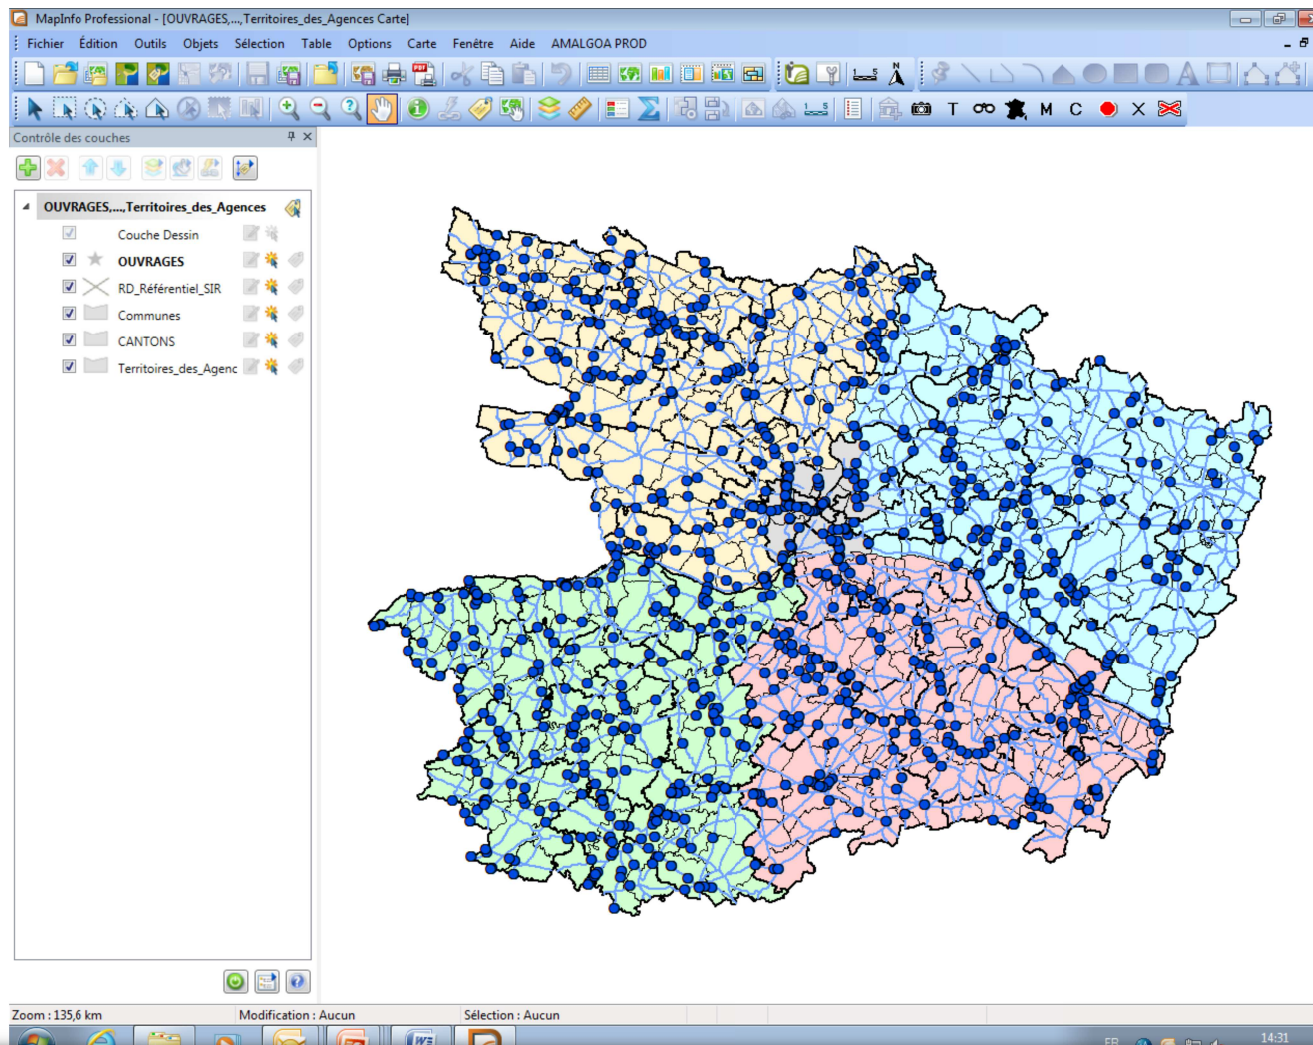 MapInfo Professional - [OUVRAGES,...,Territoires_des_Agences Carte]
Fichier Édition Outils Objets Sélection Table Options Carte Fenêtre Aide AMALGOA PROD
Contrôle des couches
OUVRAGES,...,Territoires_des_Agences
Couche Dessin
OUVRAGES
RD_Référentiel_SIR
Communes
CANTONS
Territoires_des_Agenc
Zoom : 135,6 km Modification : Aucun Sélection : Aucun
FR 14:31